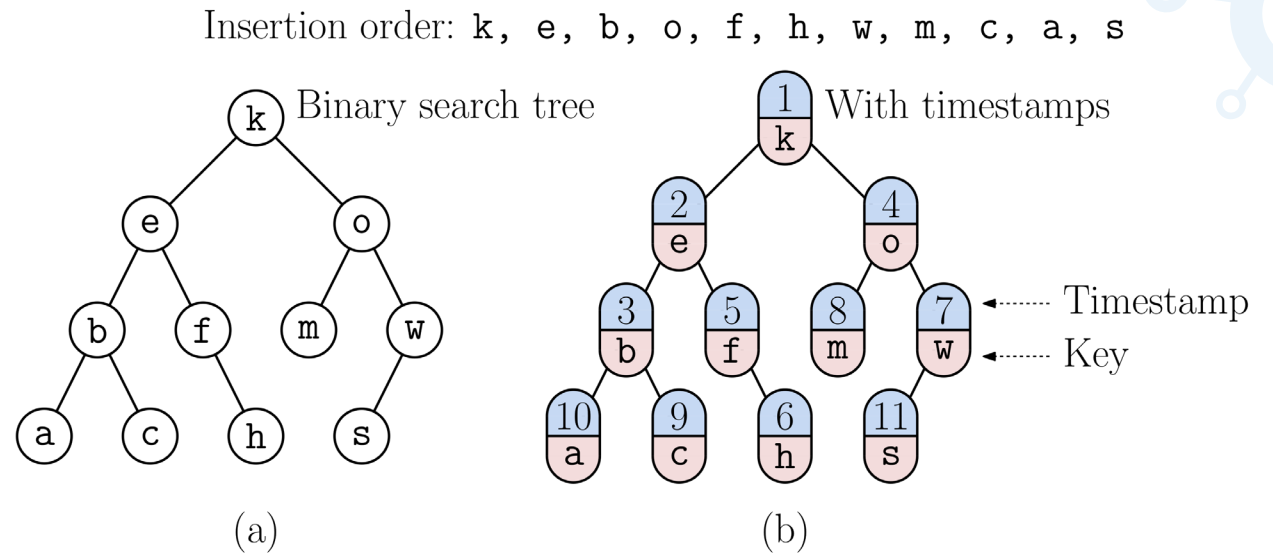 Insertion order: k, e, b, o, f, h, w, m, c, a, s
k Binary search tree
e o
b f m w
a c h s
(a)
1 With timestamps
k
2 4
e o
3 5 8 7 Timestamp
b f m w Key
10 9 6 11
a c h s
(b)